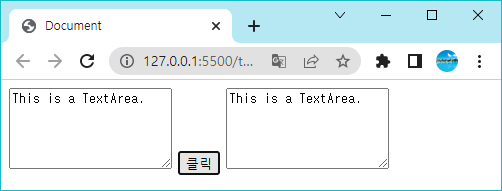 Document
127.0.0.1:5500/t...
This is a TextArea.
클릭
This is a TextArea.